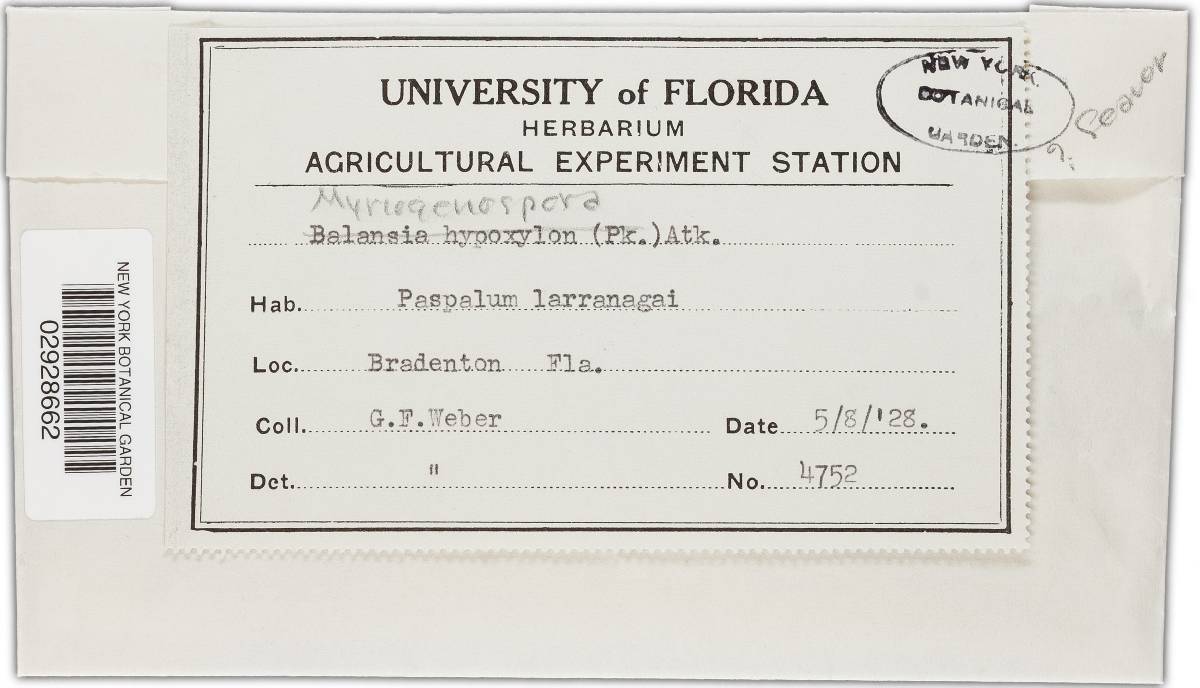 UNIVERSITY of FLORIDA
HERBARIUM
AGRICULTURAL EXPERIMENT STATION
Myriogenospora
Balansia hypoxylon (Pk.)Atk.
Hab. Paspalum larranagai
Loc. Bradenton Fla.
Coll. G.F.Weber Date 5/8/'28.
Det. " No. 4752
NEW YORK
BOTANICAL
GARDEN
Seaver
NEW YORK BOTANICAL GARDEN
02928662